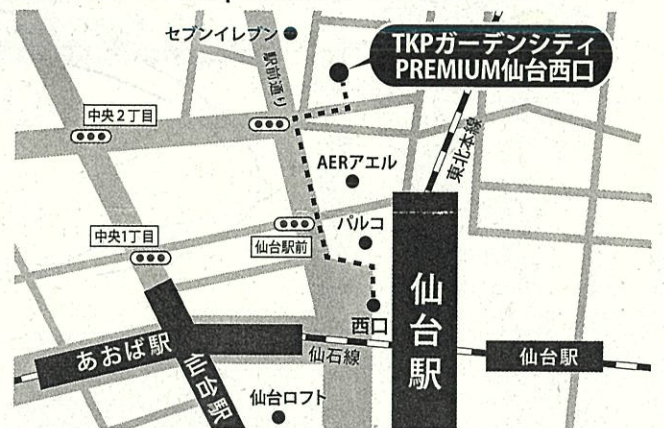 セブンイレブン
駅前通り
TKPガーデンシティ
PREMIUM仙台西口
中央2丁目
AERアエル
東北本線
パルコ
中央1丁目
仙台駅前
西口
仙台駅
あおば駅
仙石線
仙台駅
仙台駅
仙台ロフト